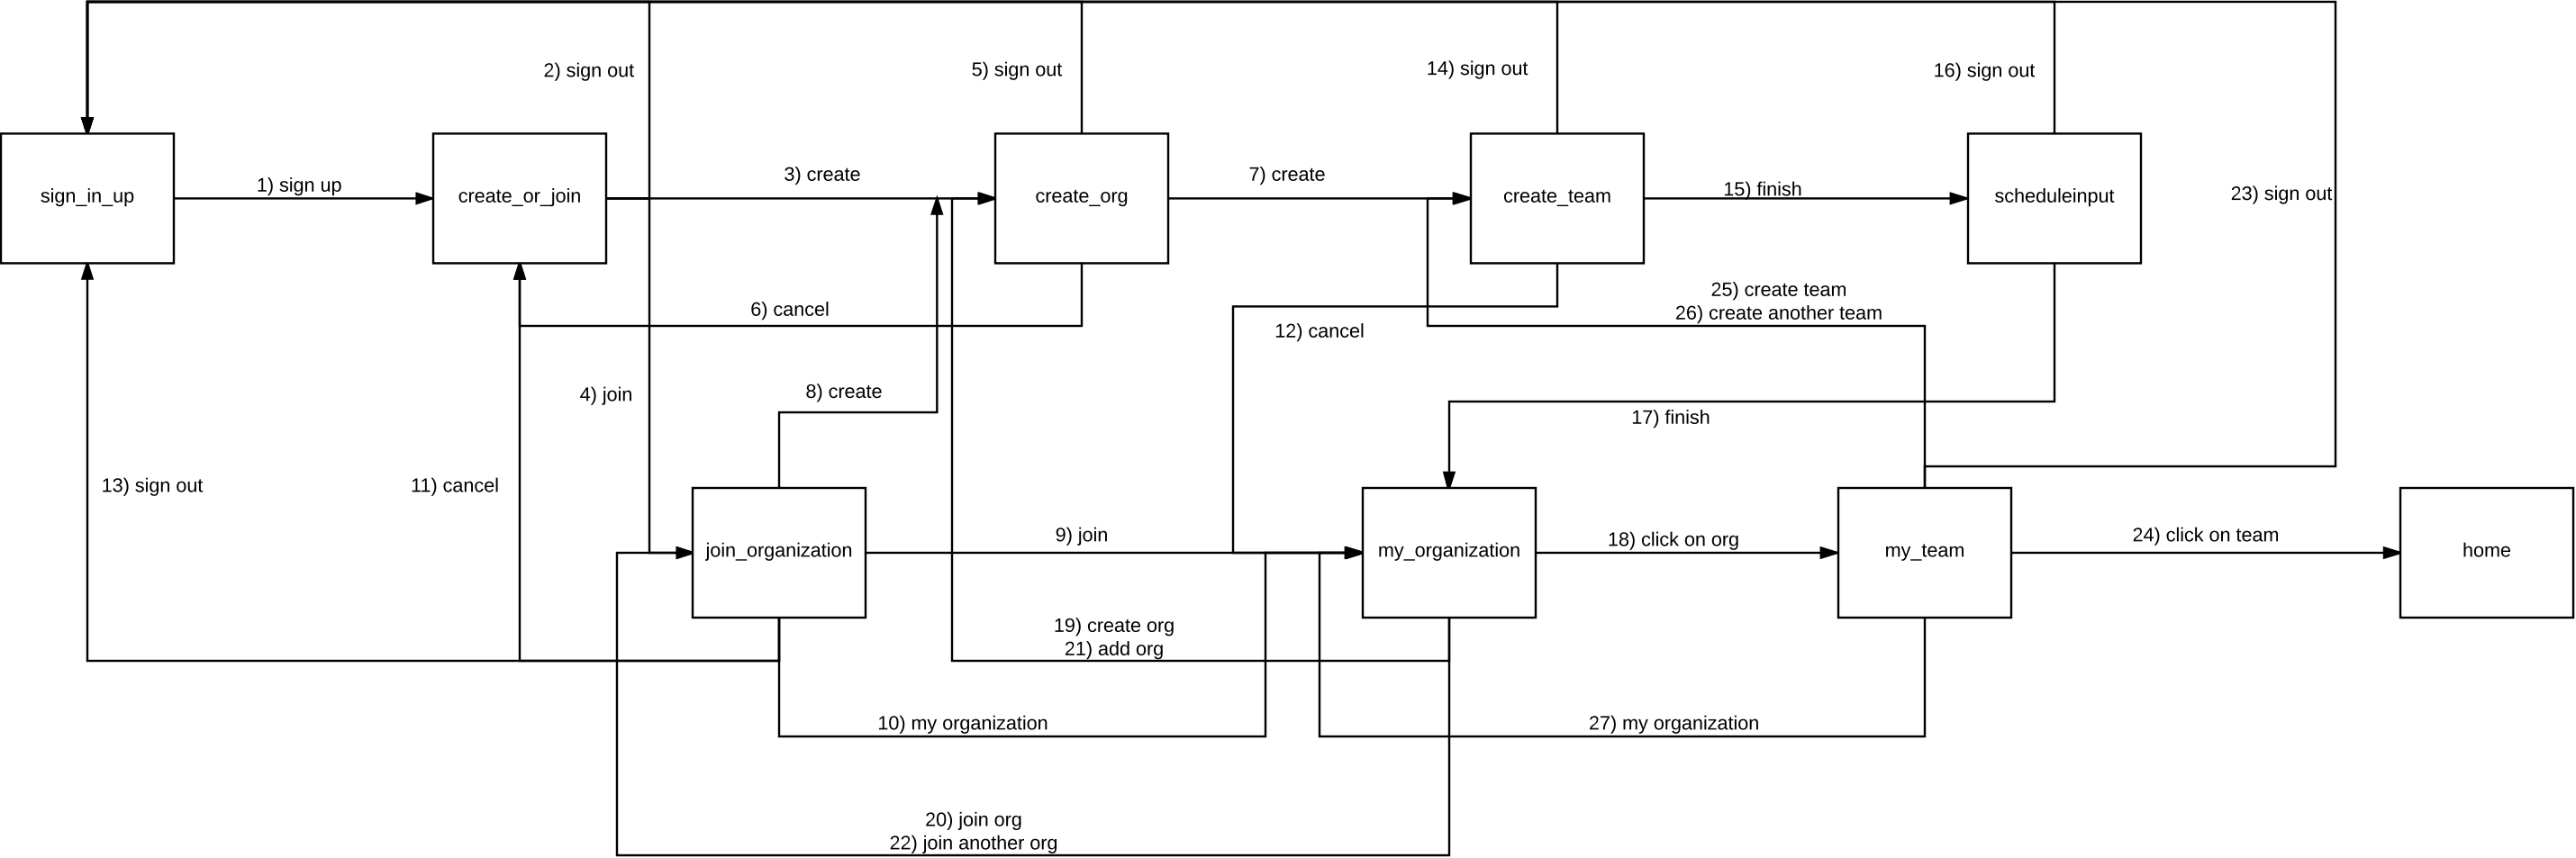 2) sign out
5) sign out
14) sign out
16) sign out
sign_in_up
1) sign up
create_or_join
3) create
create_org
7) create
create_team
15) finish
scheduleinput
23) sign out
6) cancel
12) cancel
25) create team
26) create another team
4) join
8) create
17) finish
13) sign out
11) cancel
join_organization
9) join
my_organization
18) click on org
my_team
24) click on team
home
19) create org
21) add org
10) my organization
27) my organization
20) join org
22) join another org